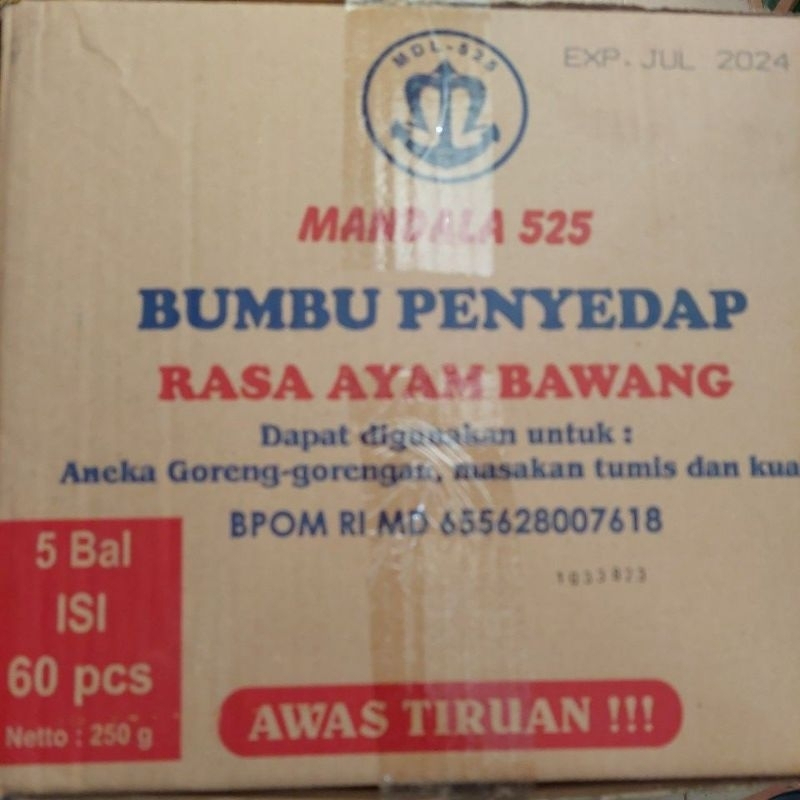 MDL-525
EXP. JUL 2024
MANDALA 525
BUMBU PENYEDAP
RASA AYAM BAWANG
Dapat digunakan untuk :
Aneka Goreng-gorengan, masakan tumis dan kua
BPOM RI MD 655628007618
1033823
5 Bal
ISI
60 pcs
Netto : 250 g
AWAS TIRUAN !!!